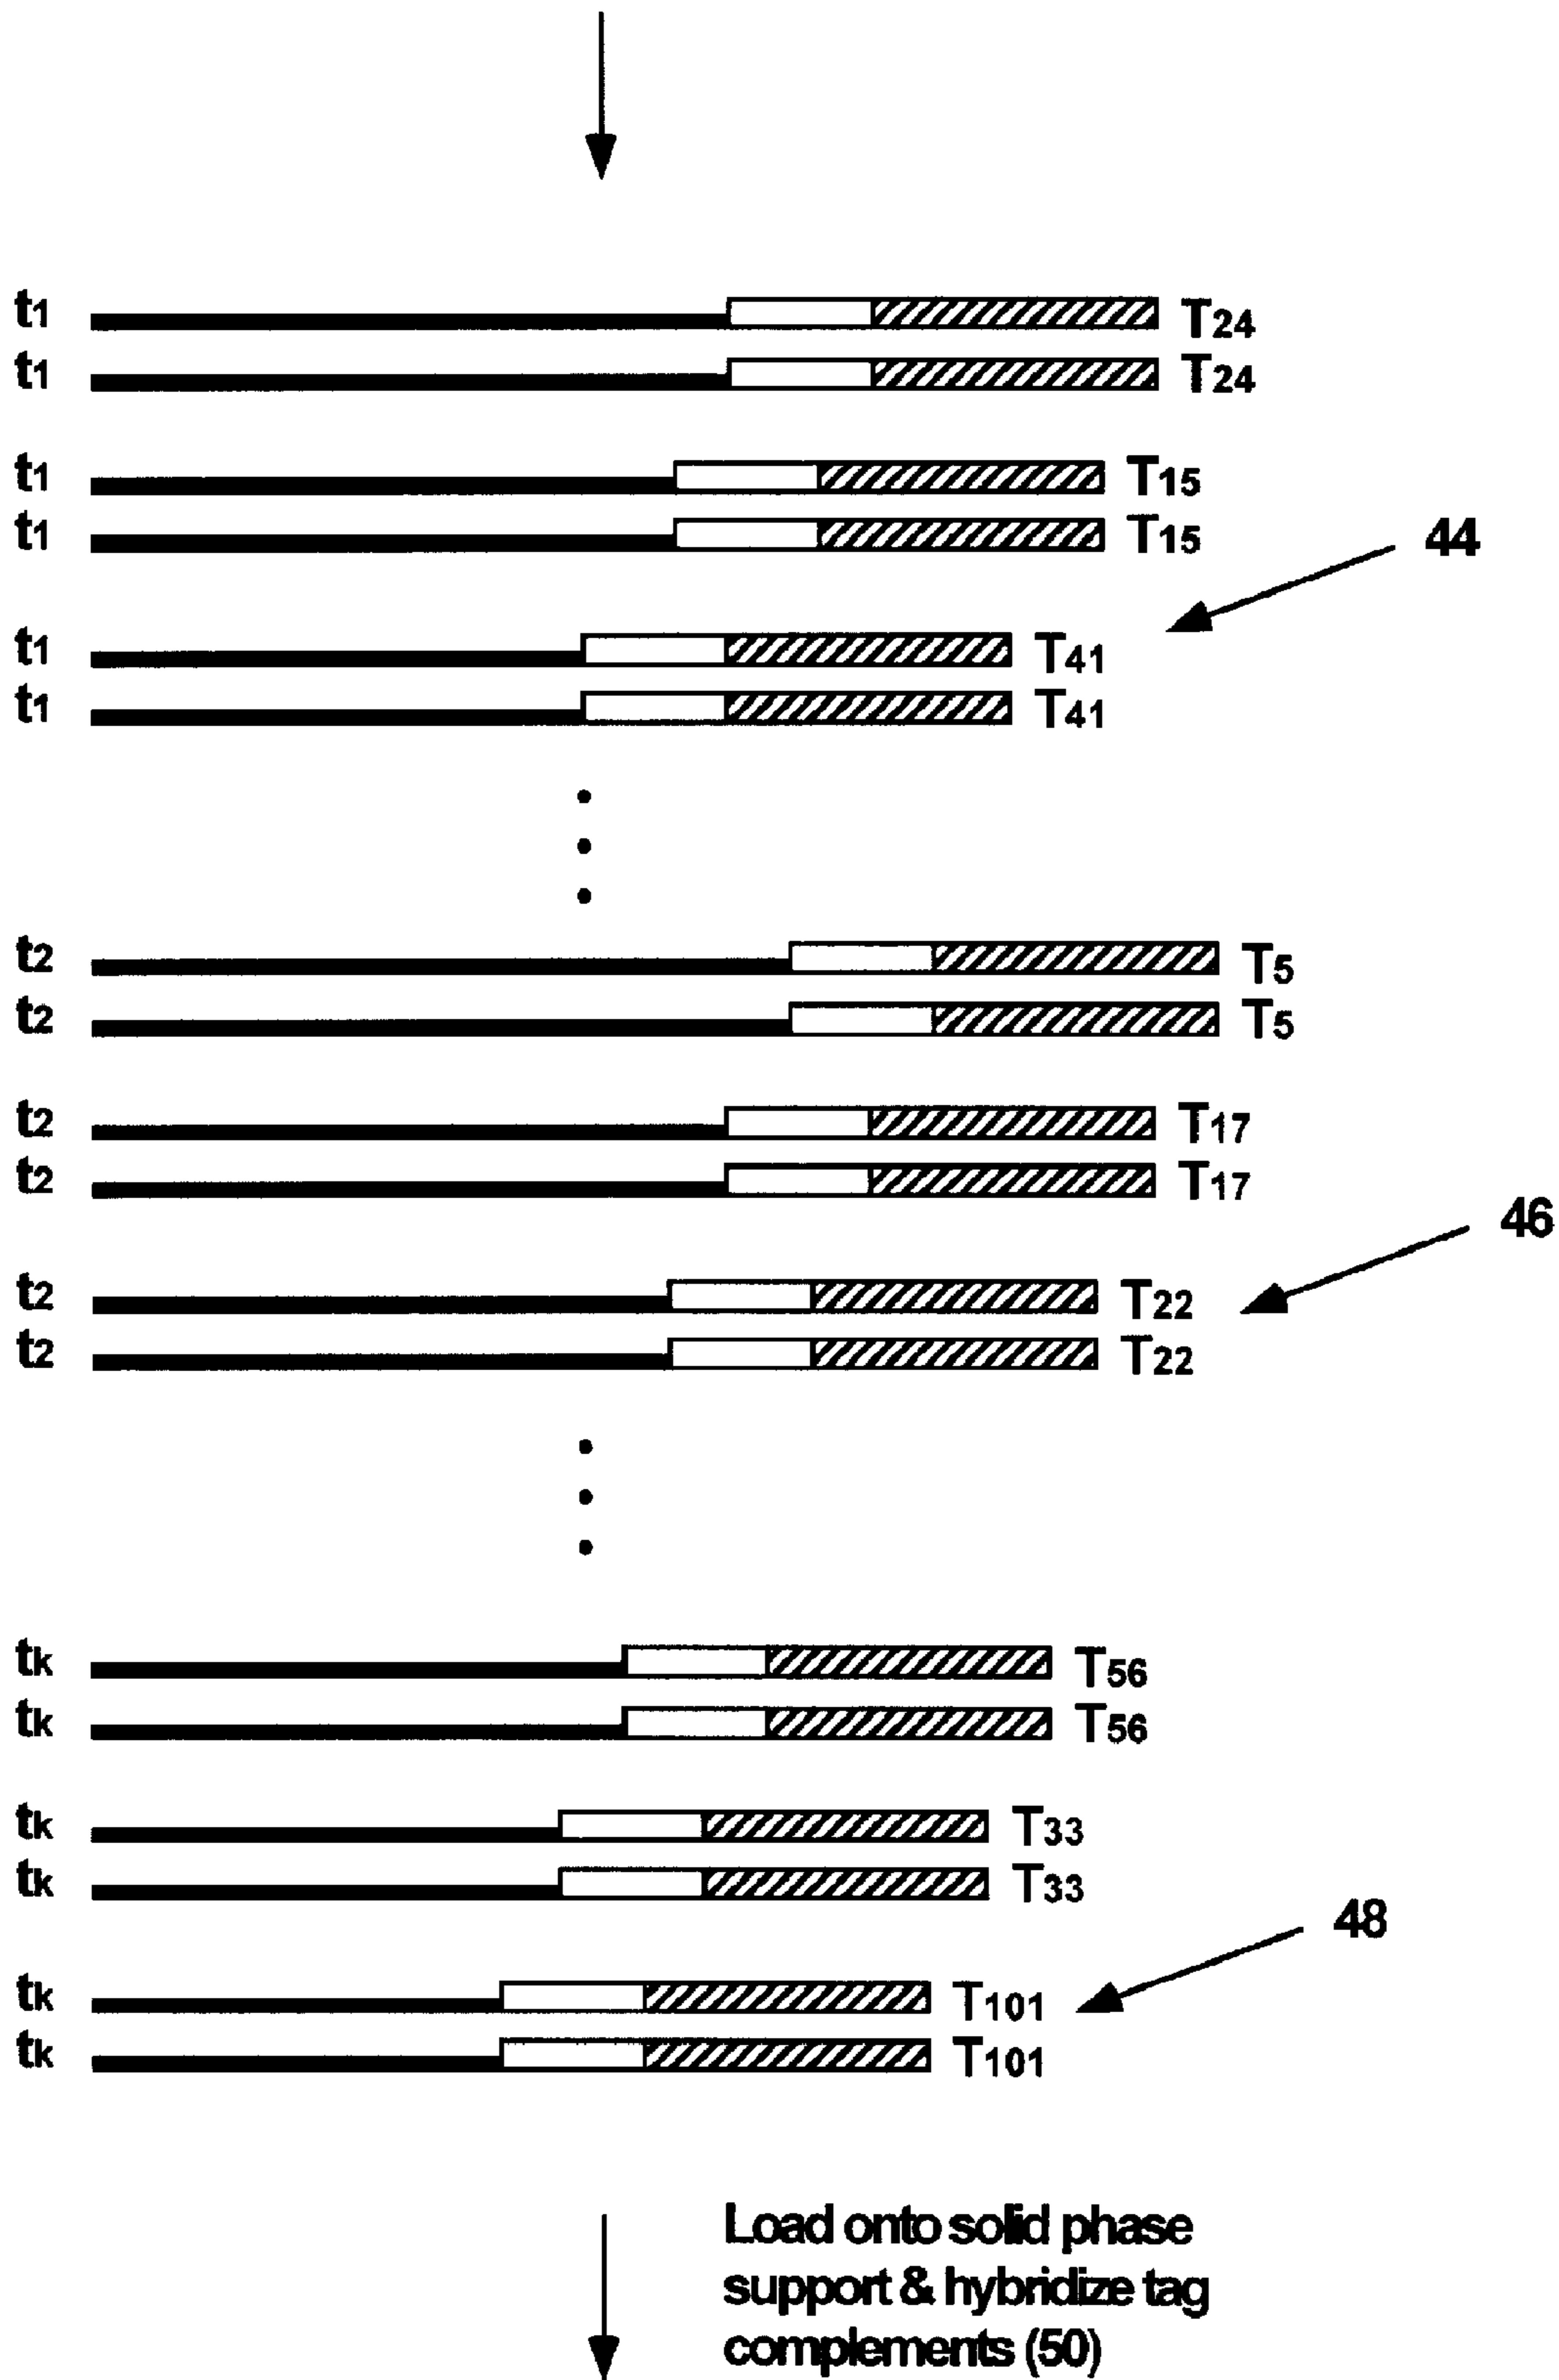 t1 T24
t1 T24
t1 T15
t1 T15
44
t1 T41
t1 T41
t2 T5
t2 T5
t2 T17
t2 T17
46
t2 T22
t2 T22
tk T56
tk T56
tk T33
tk T33
48
tk T101
tk T101
Load onto solid phase
support & hybridize tag
complements (50)